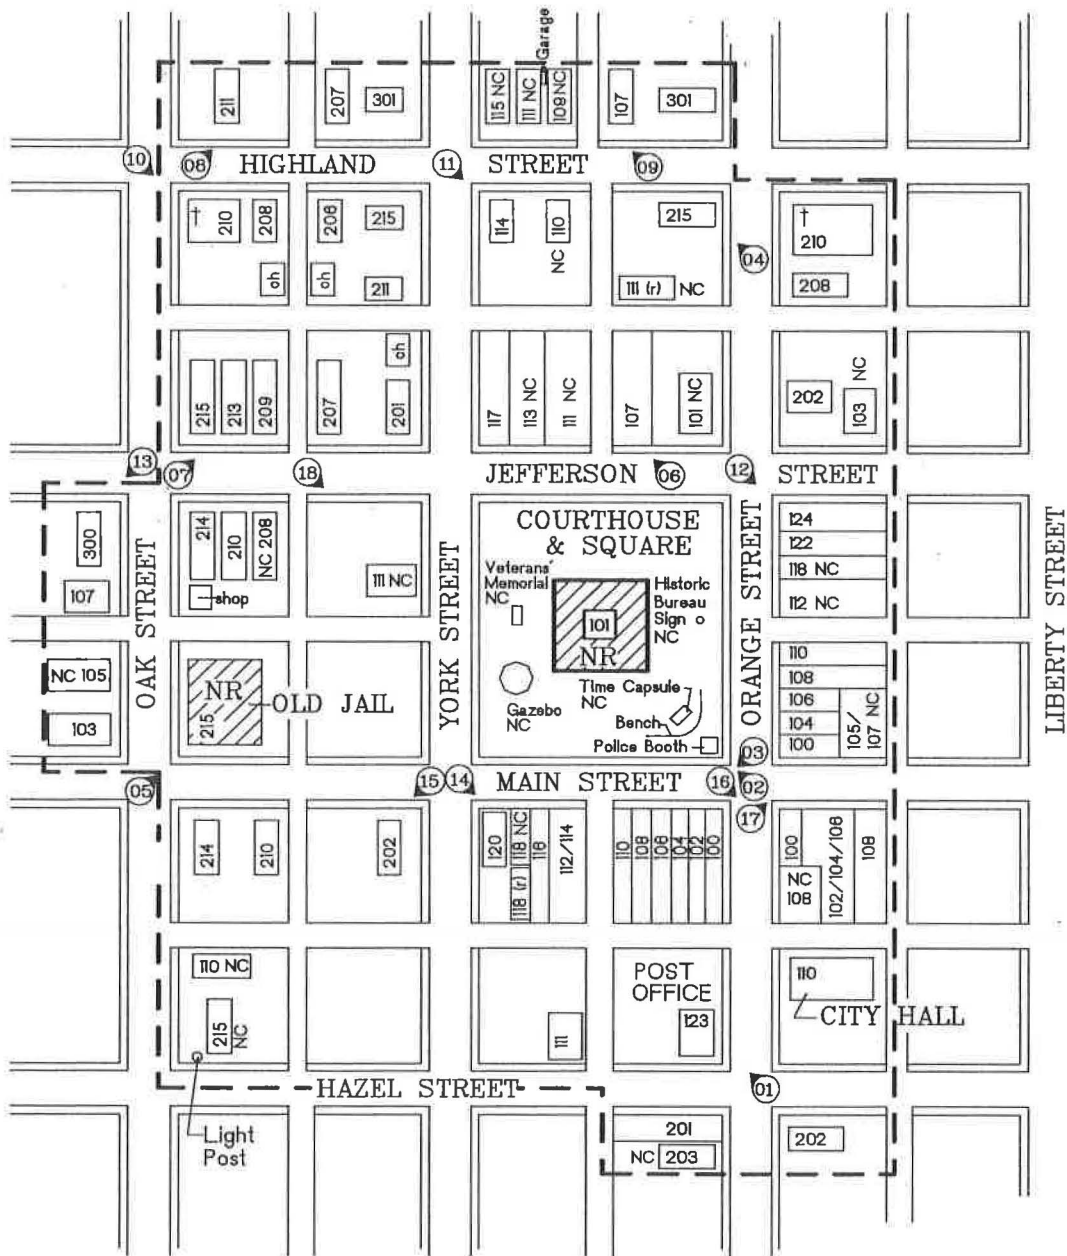 Garage
211
207
301
115 NC
111 NC
109 NC
107
301
10
08
HIGHLAND
11
STREET
09
†
210
208
206
215
114
110
NC
215
†
210
04
oh
oh
211
111 (r)
NC
208
oh
215
213
209
207
201
117
113 NC
111 NC
107
101 NC
202
103
NC
13
07
18
JEFFERSON
06
12
STREET
300
107
OAK STREET
214
210
NC 208
shop
111 NC
YORK STREET
COURTHOUSE
& SQUARE
Veterans'
Memorial
NC
101
NR
Historic
Bureau
Sign o
NC
ORANGE STREET
124
122
118 NC
112 NC
LIBERTY STREET
NC 105
103
NR
215
OLD JAIL
Gazebo
NC
Time Capsule
NC
Bench
Police Booth
110
108
106
104
100
105/
107 NC
03
05
15
14
MAIN STREET
16
02
17
214
210
202
120
118 NC
118 (r)
116
112/114
110
108
106
104
102
100
100
NC
108
102/104/106
108
110 NC
215
NC
111
POST
OFFICE
123
110
CITY HALL
HAZEL STREET
01
Light
Post
201
NC
203
202